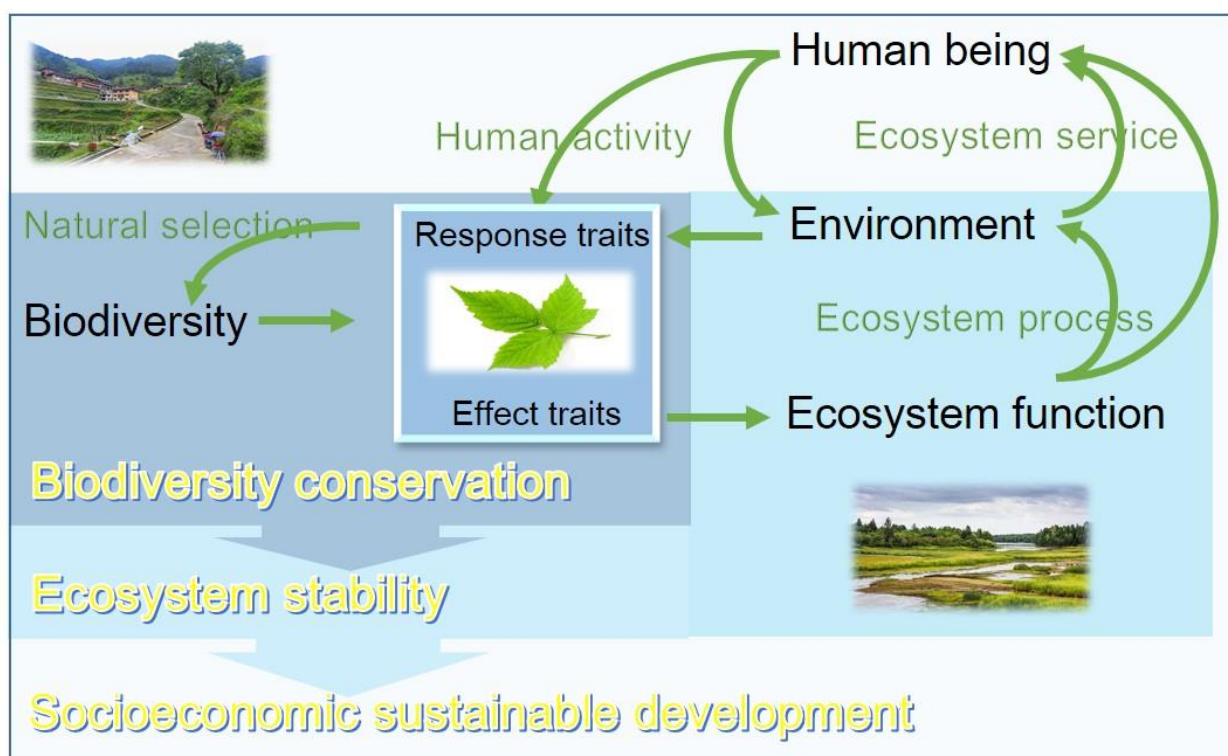 Human being
Human activity
Ecosystem service
Natural selection
Response traits
Environment
Biodiversity
Ecosystem process
Effect traits
Ecosystem function
Biodiversity conservation
Ecosystem stability
Socioeconomic sustainable development